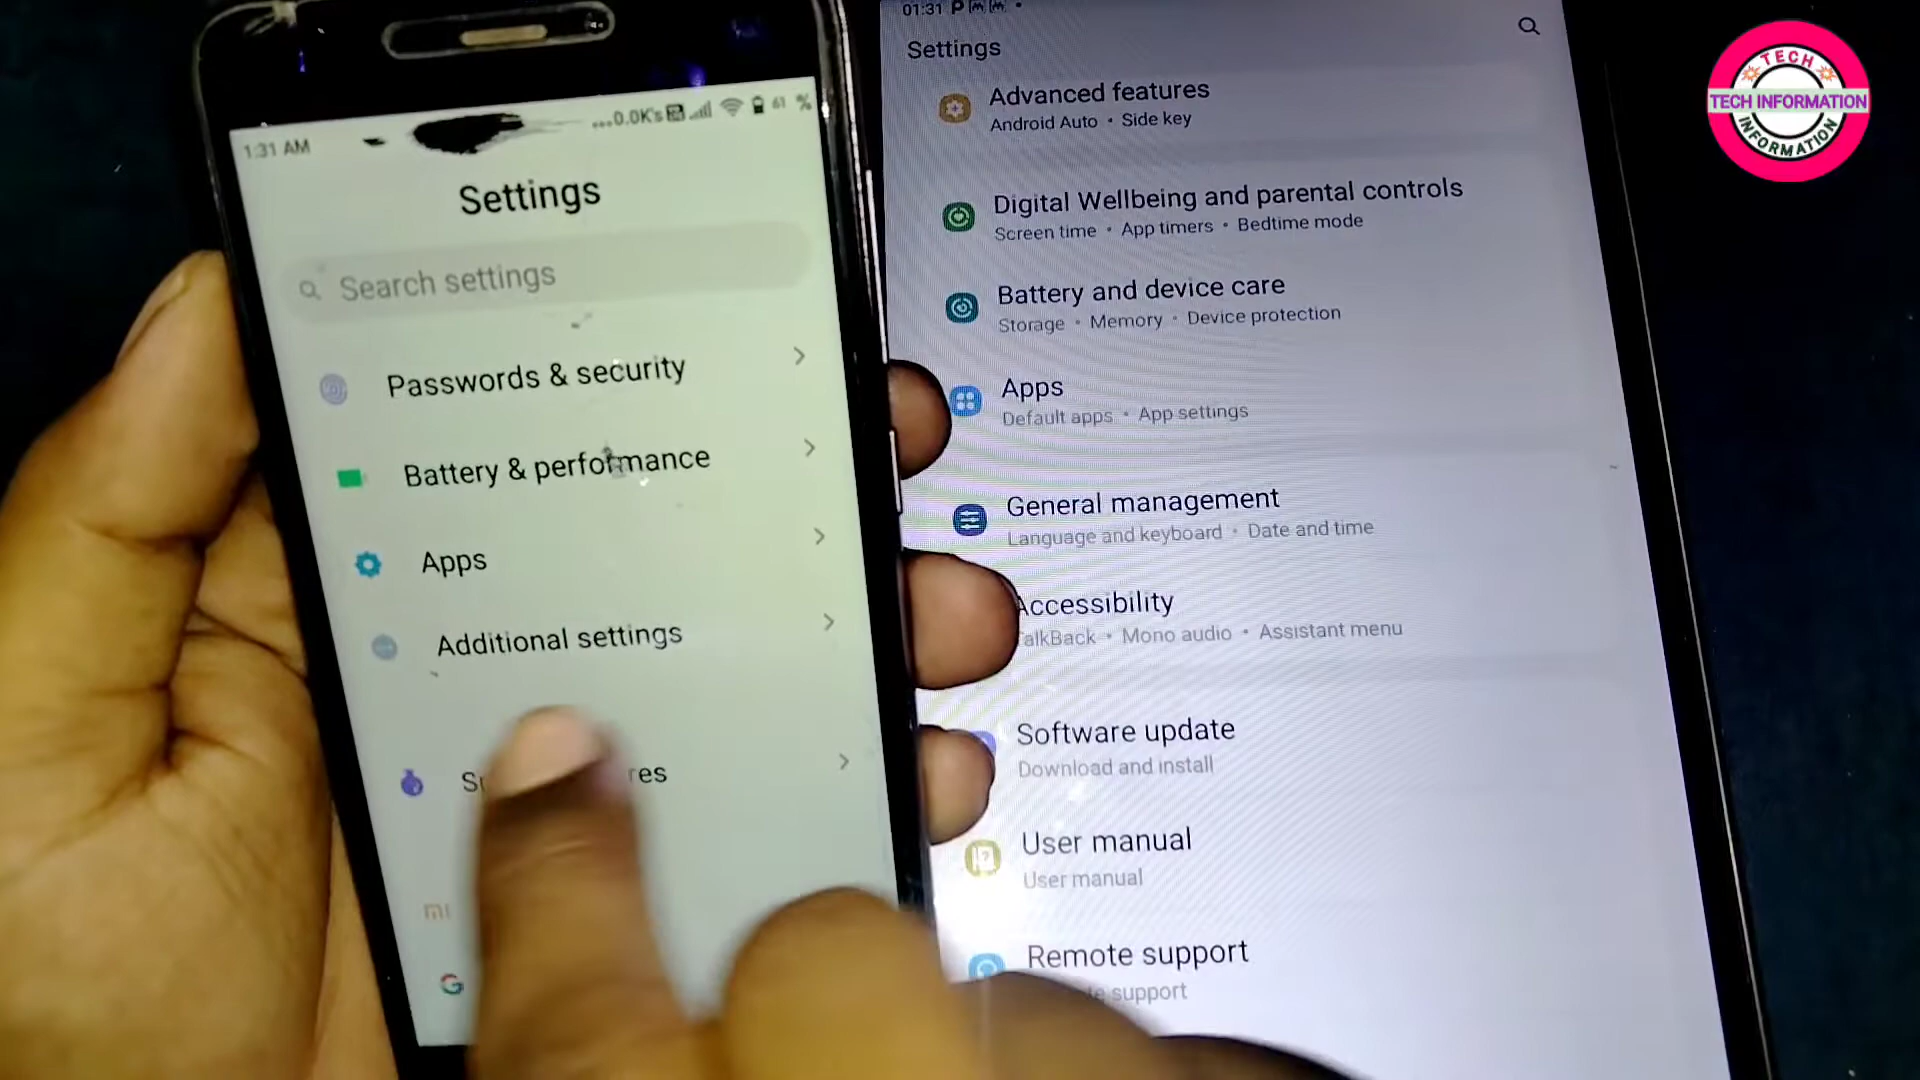 1:31 AM
...0.0K's
61 %
Settings
Search settings
Passwords & security
Battery & performance
Apps
Additional settings
res
mi
G
01:31
Settings
Advanced features
Android Auto • Side key
Digital Wellbeing and parental controls
Screen time • App timers • Bedtime mode
Battery and device care
Storage • Memory • Device protection
Apps
Default apps • App settings
General management
Language and keyboard • Date and time
Accessibility
alkBack • Mono audio • Assistant menu
Software update
Download and install
User manual
User manual
Remote support
support
TECH
TECH INFORMATION
INFORMATION